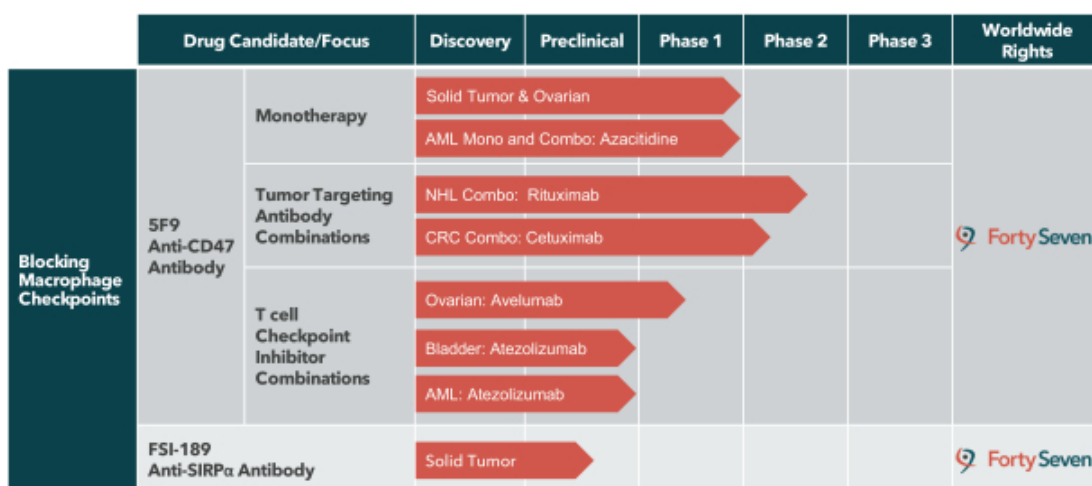 Drug Candidate/Focus
Discovery
Preclinical
Phase 1
Phase 2
Phase 3
Worldwide
Rights
Blocking
Macrophage
Checkpoints
5F9
Anti-CD47
Antibody
Monotherapy
Solid Tumor & Ovarian
AML Mono and Combo: Azacitidine
Tumor Targeting
Antibody
Combinations
NHL Combo: Rituximab
CRC Combo: Cetuximab
T cell
Checkpoint
Inhibitor
Combinations
Ovarian: Avelumab
Bladder: Atezolizumab
AML: Atezolizumab
FortySeven
FSI-189
Anti-SIRPα Antibody
Solid Tumor
FortySeven